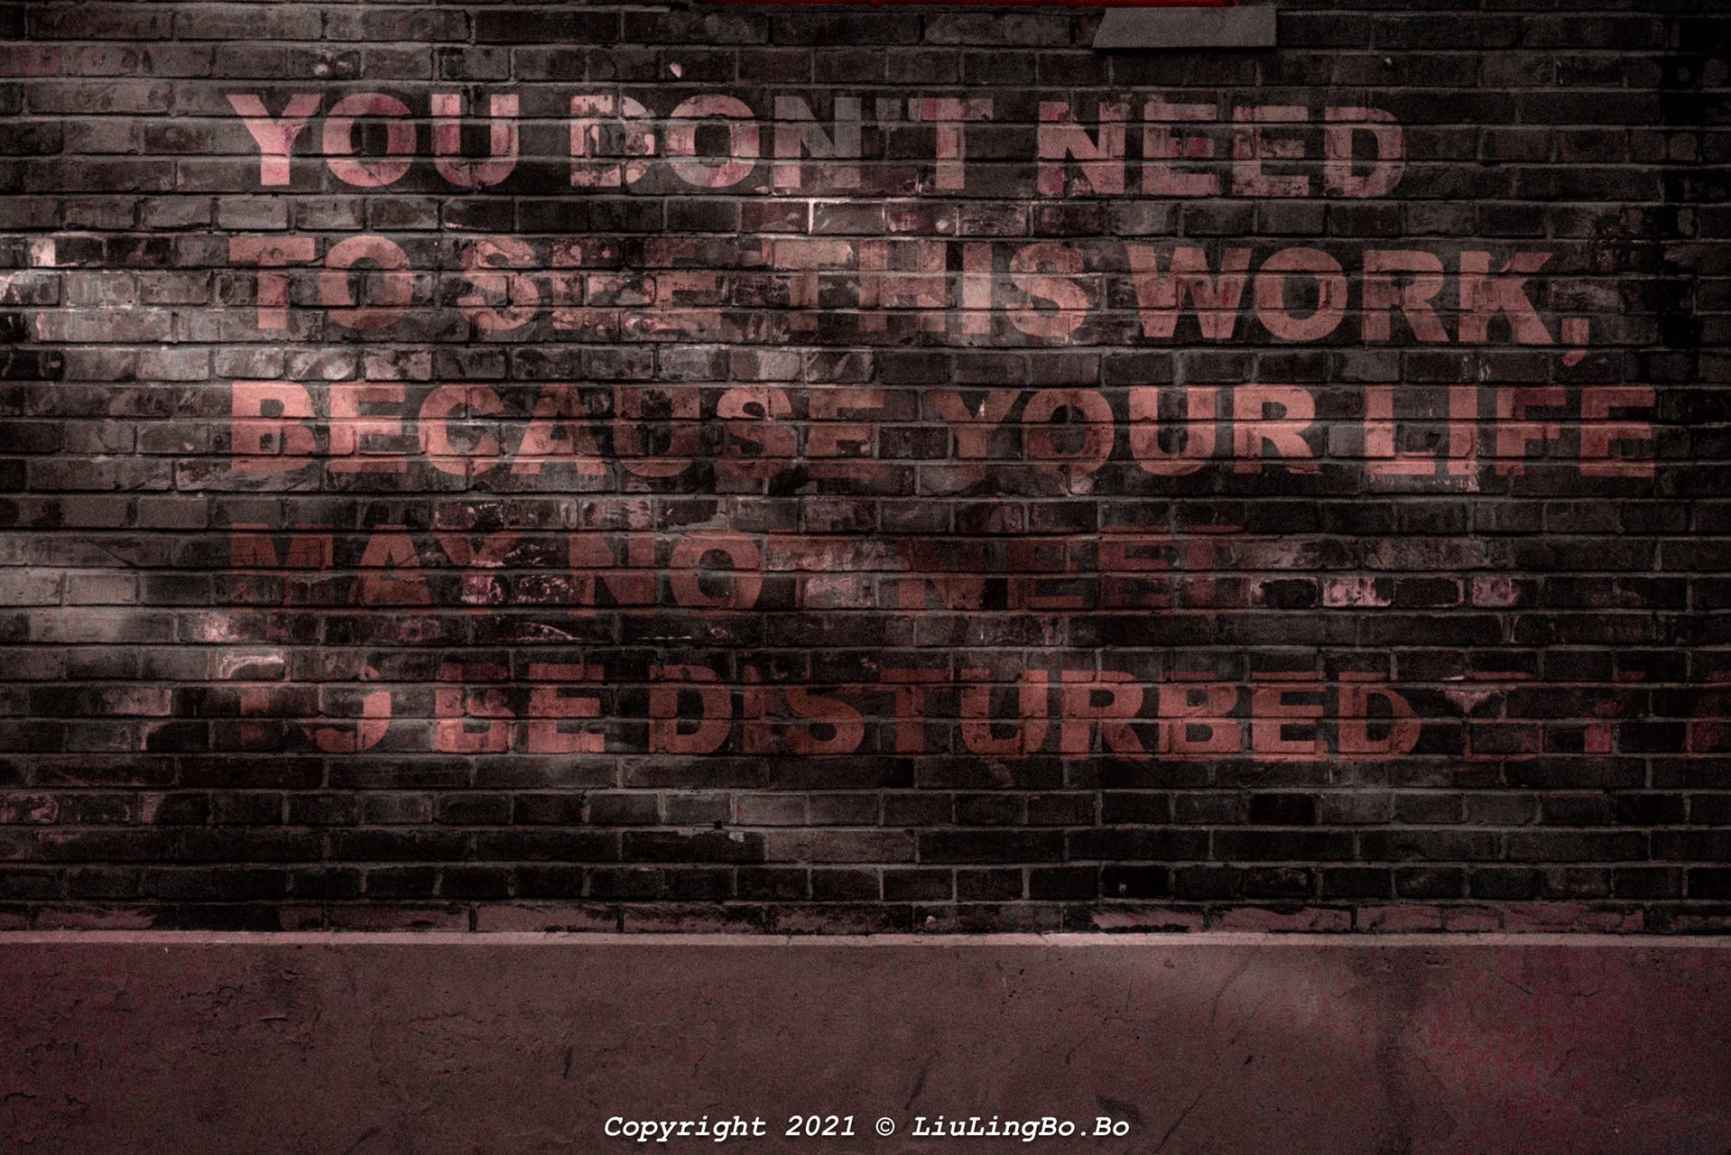 YOU DON'T NEED
TO SEE THIS WORK,
BECAUSE YOUR LIFE
MAY NOT NEED
TO BE DISTURBED
Copyright 2021 © LiuLingBo.Bo